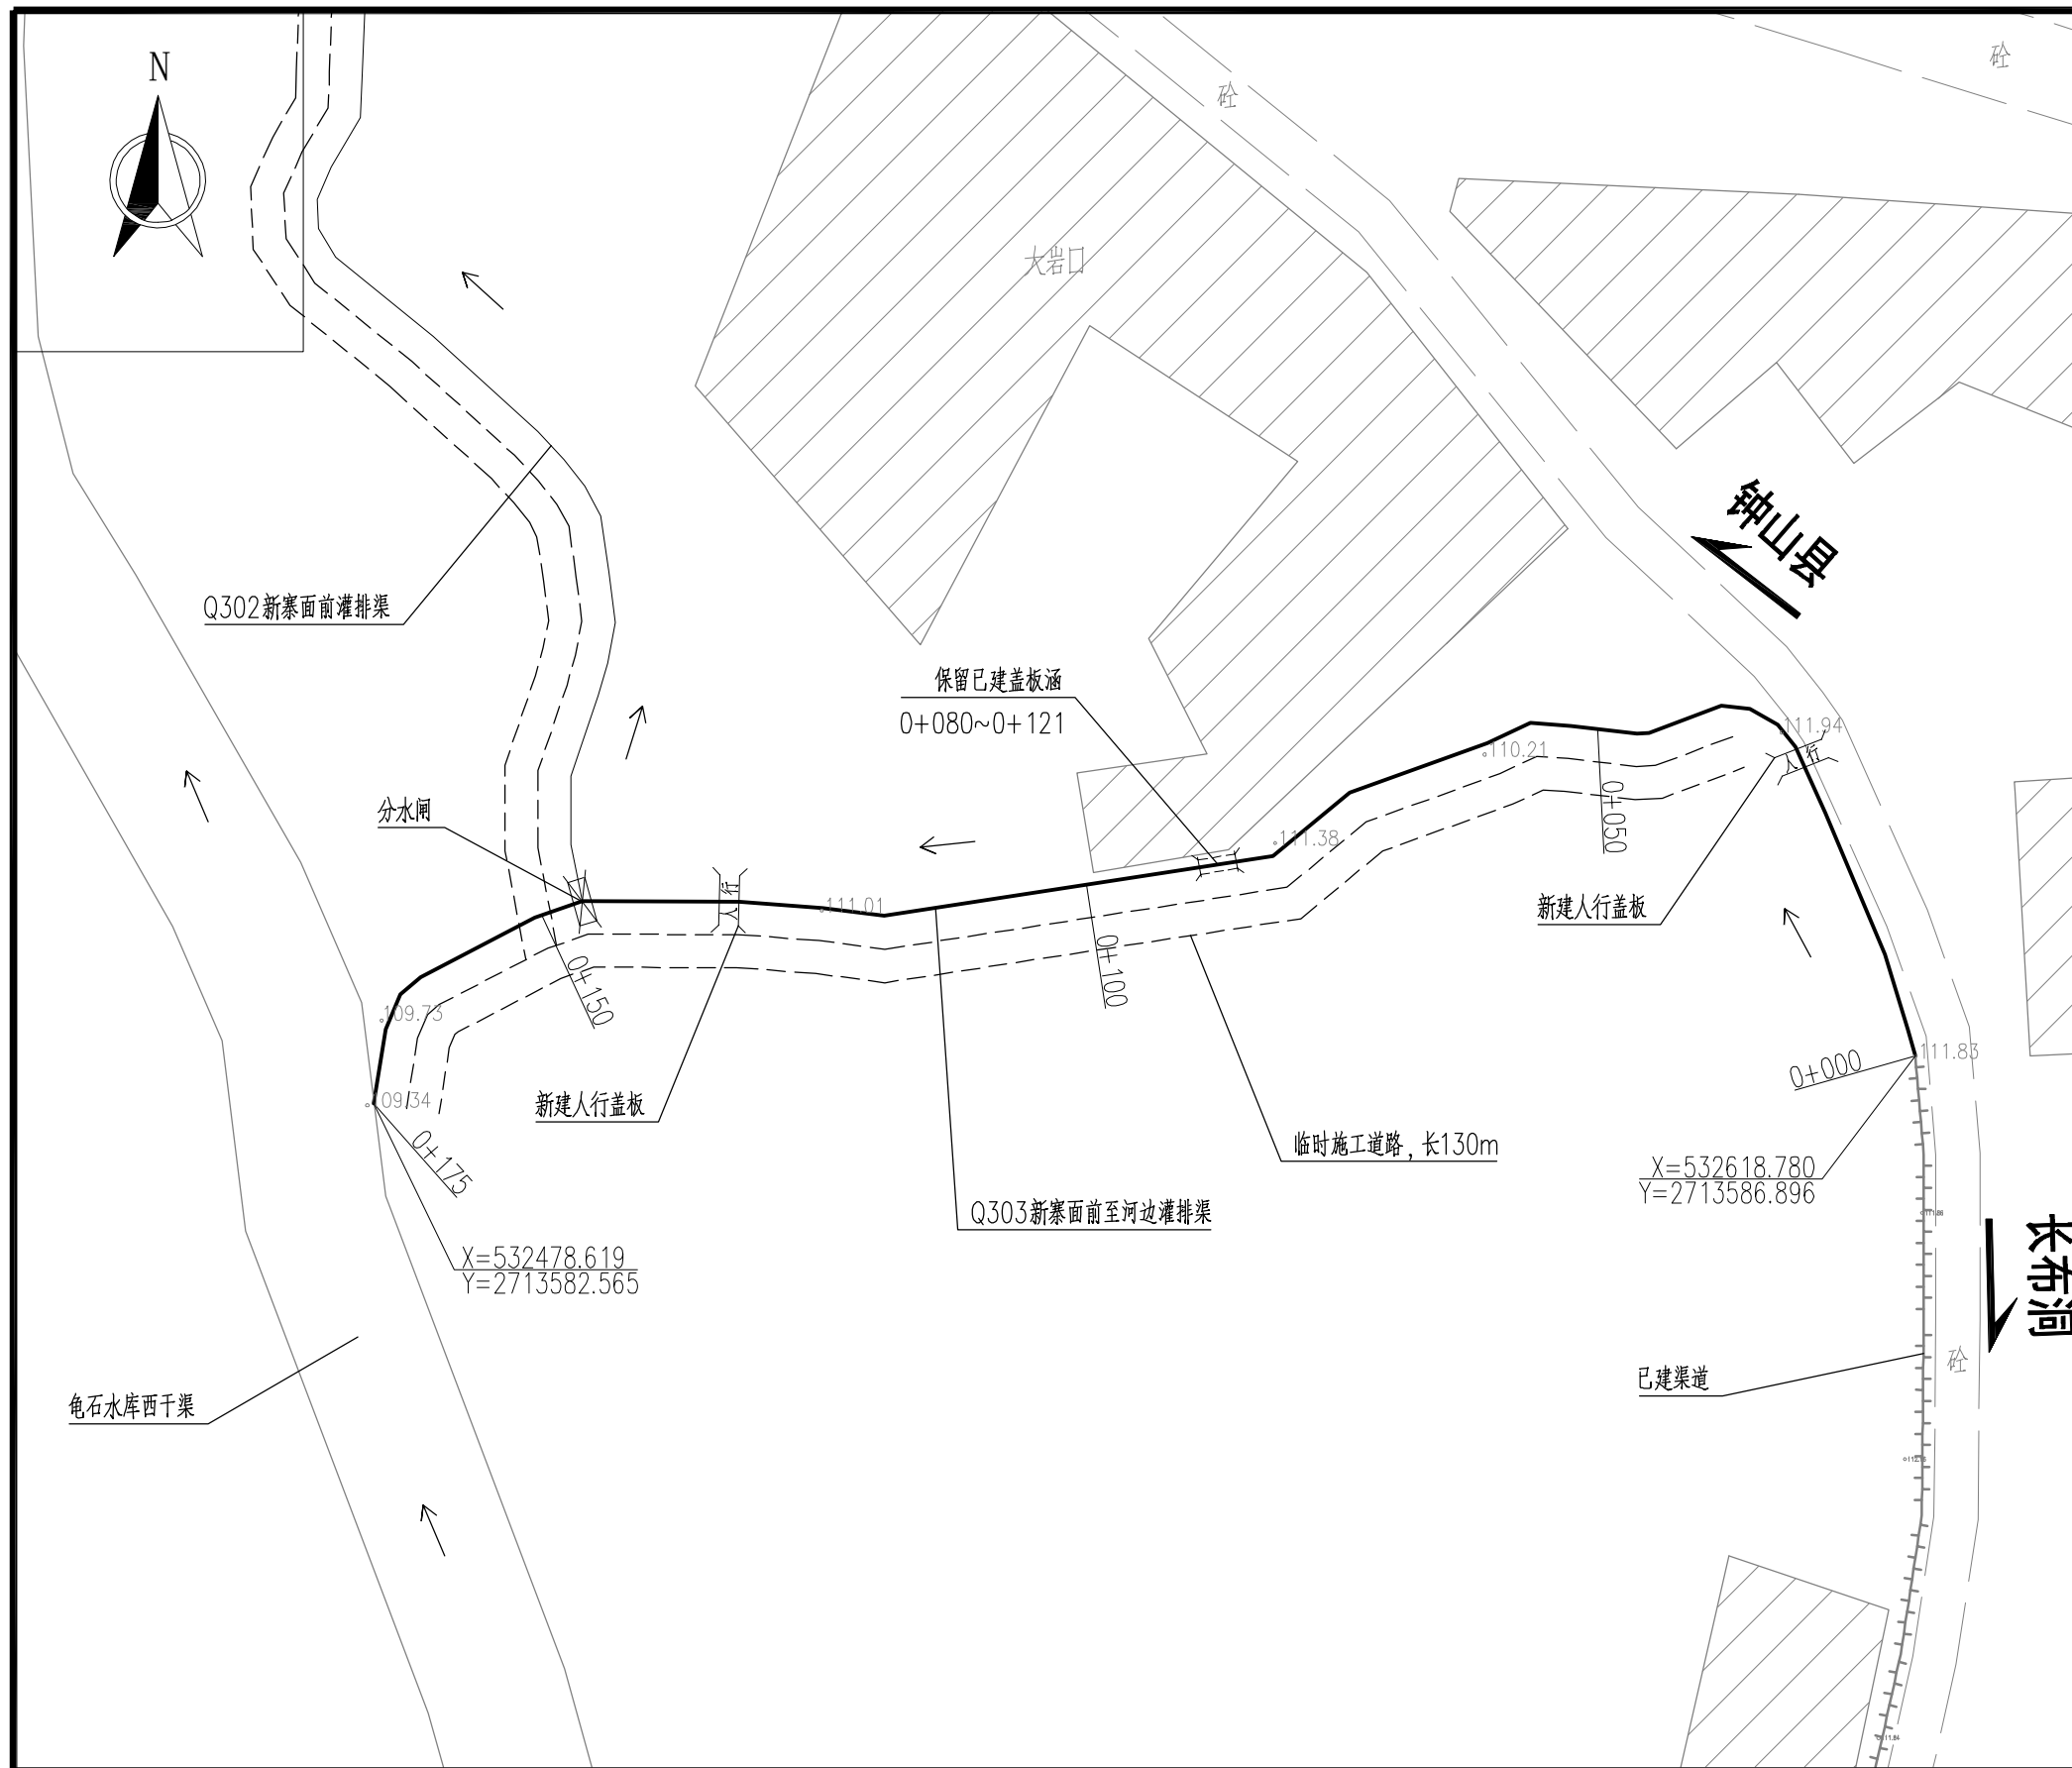 N
砼
砼
大岩口
钟山县
Q302新寨面前灌排渠
保留已建盖板涵
0+080~0+121
111.94
人行
110.21
0+050
分水闸
111.38
新建人行盖板
人行
111.01
0+150
0+100
109.73
111.83
0+000
109.34
新建人行盖板
0+175
临时施工道路，长130m
X=532618.780
Y=2713586.896
Q303新寨面前至河边灌排渠
长布洞
X=532478.619
Y=2713582.565
砼
已建渠道
龟石水库西干渠